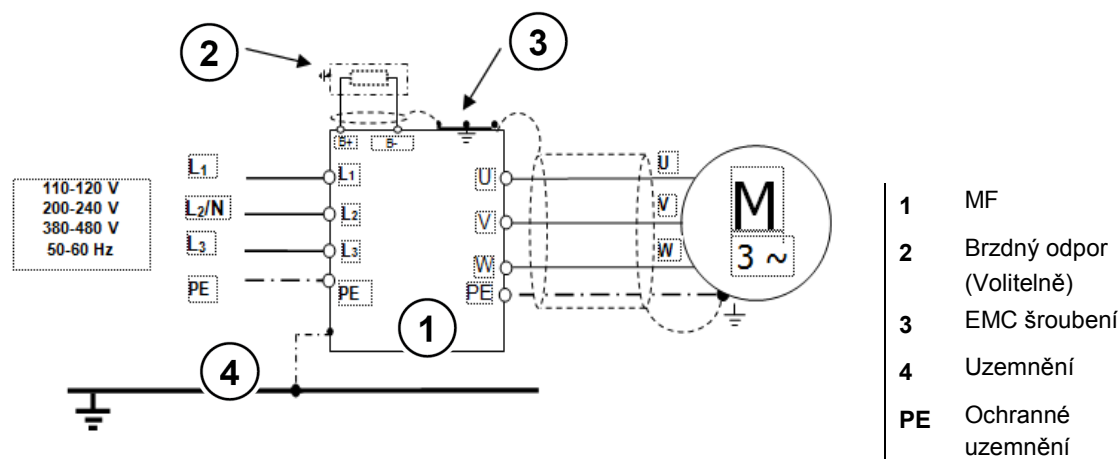 2
3
B+
B-
110-120 V
200-240 V
380-480 V
50-60 Hz
L1
L2/N
L3
PE
L1
L2
L3
PE
U
V
W
PE
U
V
W
M
3 ~
1
4
1 MF
2 Brzdný odpor
(Volitelně)
3 EMC šroubení
4 Uzemnění
PE Ochranné
uzemnění